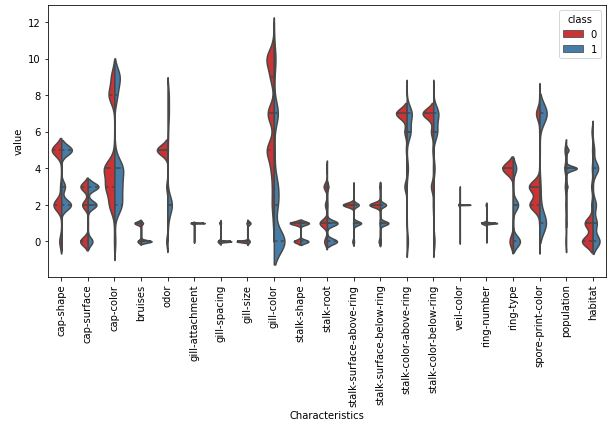 class
0
1
12
10
8
6
4
2
0
value
cap-shape
cap-surface
cap-color
bruises
odor
gill-attachment
gill-spacing
gill-size
gill-color
stalk-shape
stalk-root
stalk-surface-above-ring
stalk-surface-below-ring
stalk-color-above-ring
stalk-color-below-ring
veil-color
ring-number
ring-type
spore-print-color
population
habitat
Characteristics